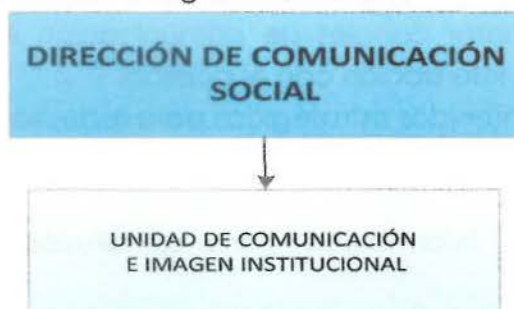 DIRECCIÓN DE COMUNICACIÓN
SOCIAL
UNIDAD DE COMUNICACIÓN
E IMAGEN INSTITUCIONAL